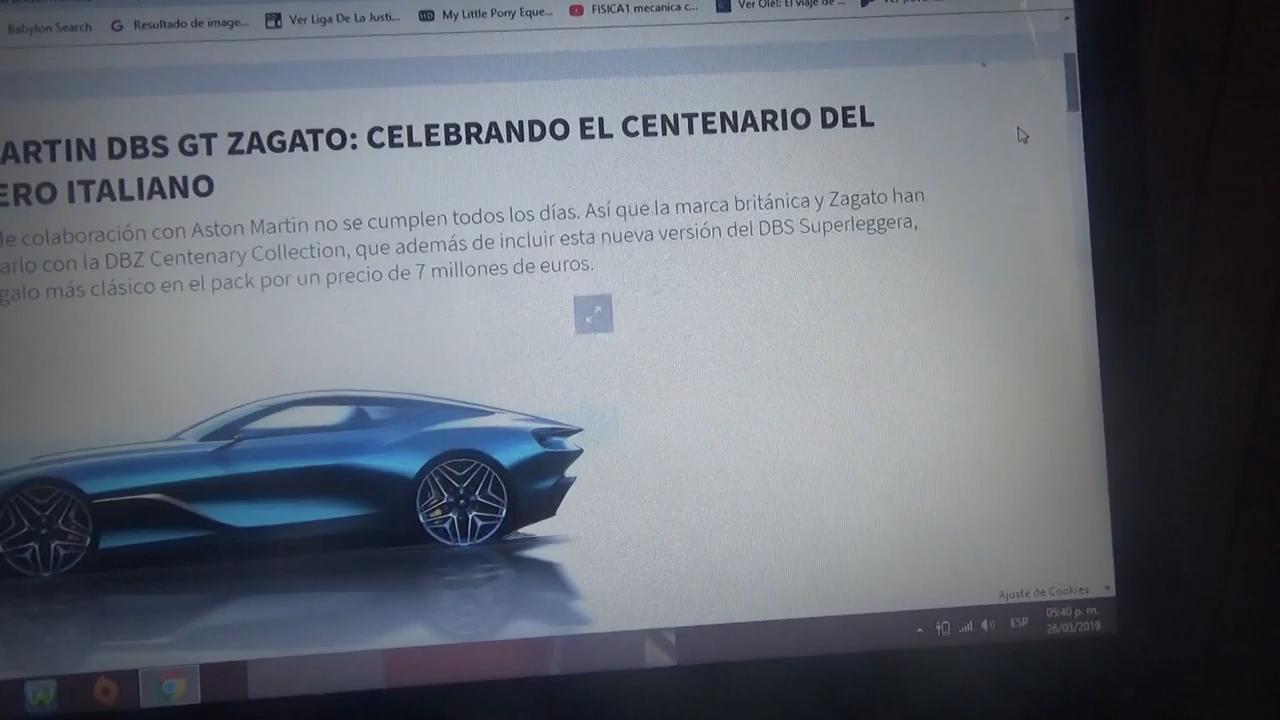 Babylon Search G Resultado de image... Ver Liga De La Justi... HD My Little Pony Eque... FISICA1 mecanica c... Ver Olé!: El viaje de ...
ARTIN DBS GT ZAGATO: CELEBRANDO EL CENTENARIO DEL
ERO ITALIANO
de colaboración con Aston Martin no se cumplen todos los días. Así que la marca británica y Zagato han
arlo con la DBZ Centenary Collection, que además de incluir esta nueva versión del DBS Superleggera,
galo más clásico en el pack por un precio de 7 millones de euros.
Ajuste de Cookies
ESP
05:40 p. m.
26/03/2019